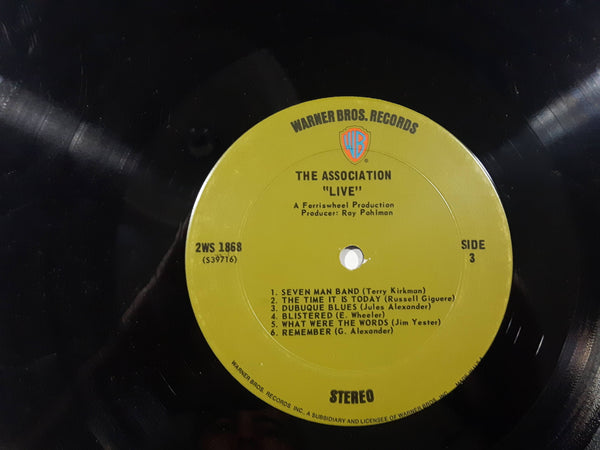 WARNER BROS. RECORDS
WB
®
THE ASSOCIATION
"LIVE"
A Ferriswheel Production
Producer: Ray Pohlman
2WS 1868
(S39716)
SIDE
3
1. SEVEN MAN BAND (Terry Kirkman)
2. THE TIME IT IS TODAY (Russell Giguere)
3. DUBUQUE BLUES (Jules Alexander)
4. BLISTERED (E. Wheeler)
5. WHAT WERE THE WORDS (Jim Yester)
6. REMEMBER (G. Alexander)
STEREO
WARNER BROS. RECORDS INC. A SUBSIDIARY AND LICENSEE OF WARNER BROS. INC.